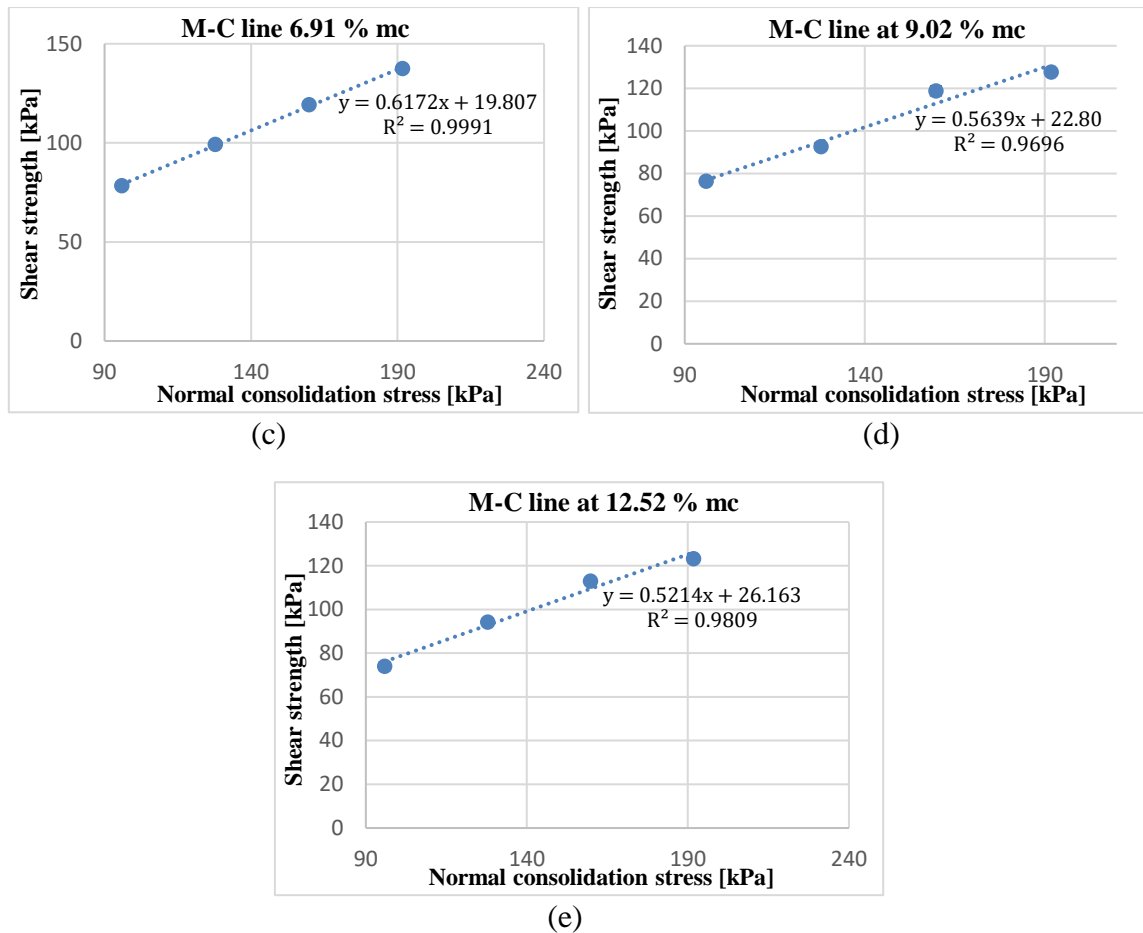 M-C line 6.91 % mc
150
100
50
0
Shear strength [kPa]
y = 0.6172x + 19.807
R² = 0.9991
90 140 190 240
Normal consolidation stress [kPa]
(c)
M-C line at 9.02 % mc
140
120
100
80
60
40
20
0
Shear strength [kPa]
y = 0.5639x + 22.80
R² = 0.9696
90 140 190
Normal consolidation stress [kPa]
(d)
M-C line at 12.52 % mc
140
120
100
80
60
40
20
0
Shear strength [kPa]
y = 0.5214x + 26.163
R² = 0.9809
90 140 190 240
Normal consolidation stress [kPa]
(e)